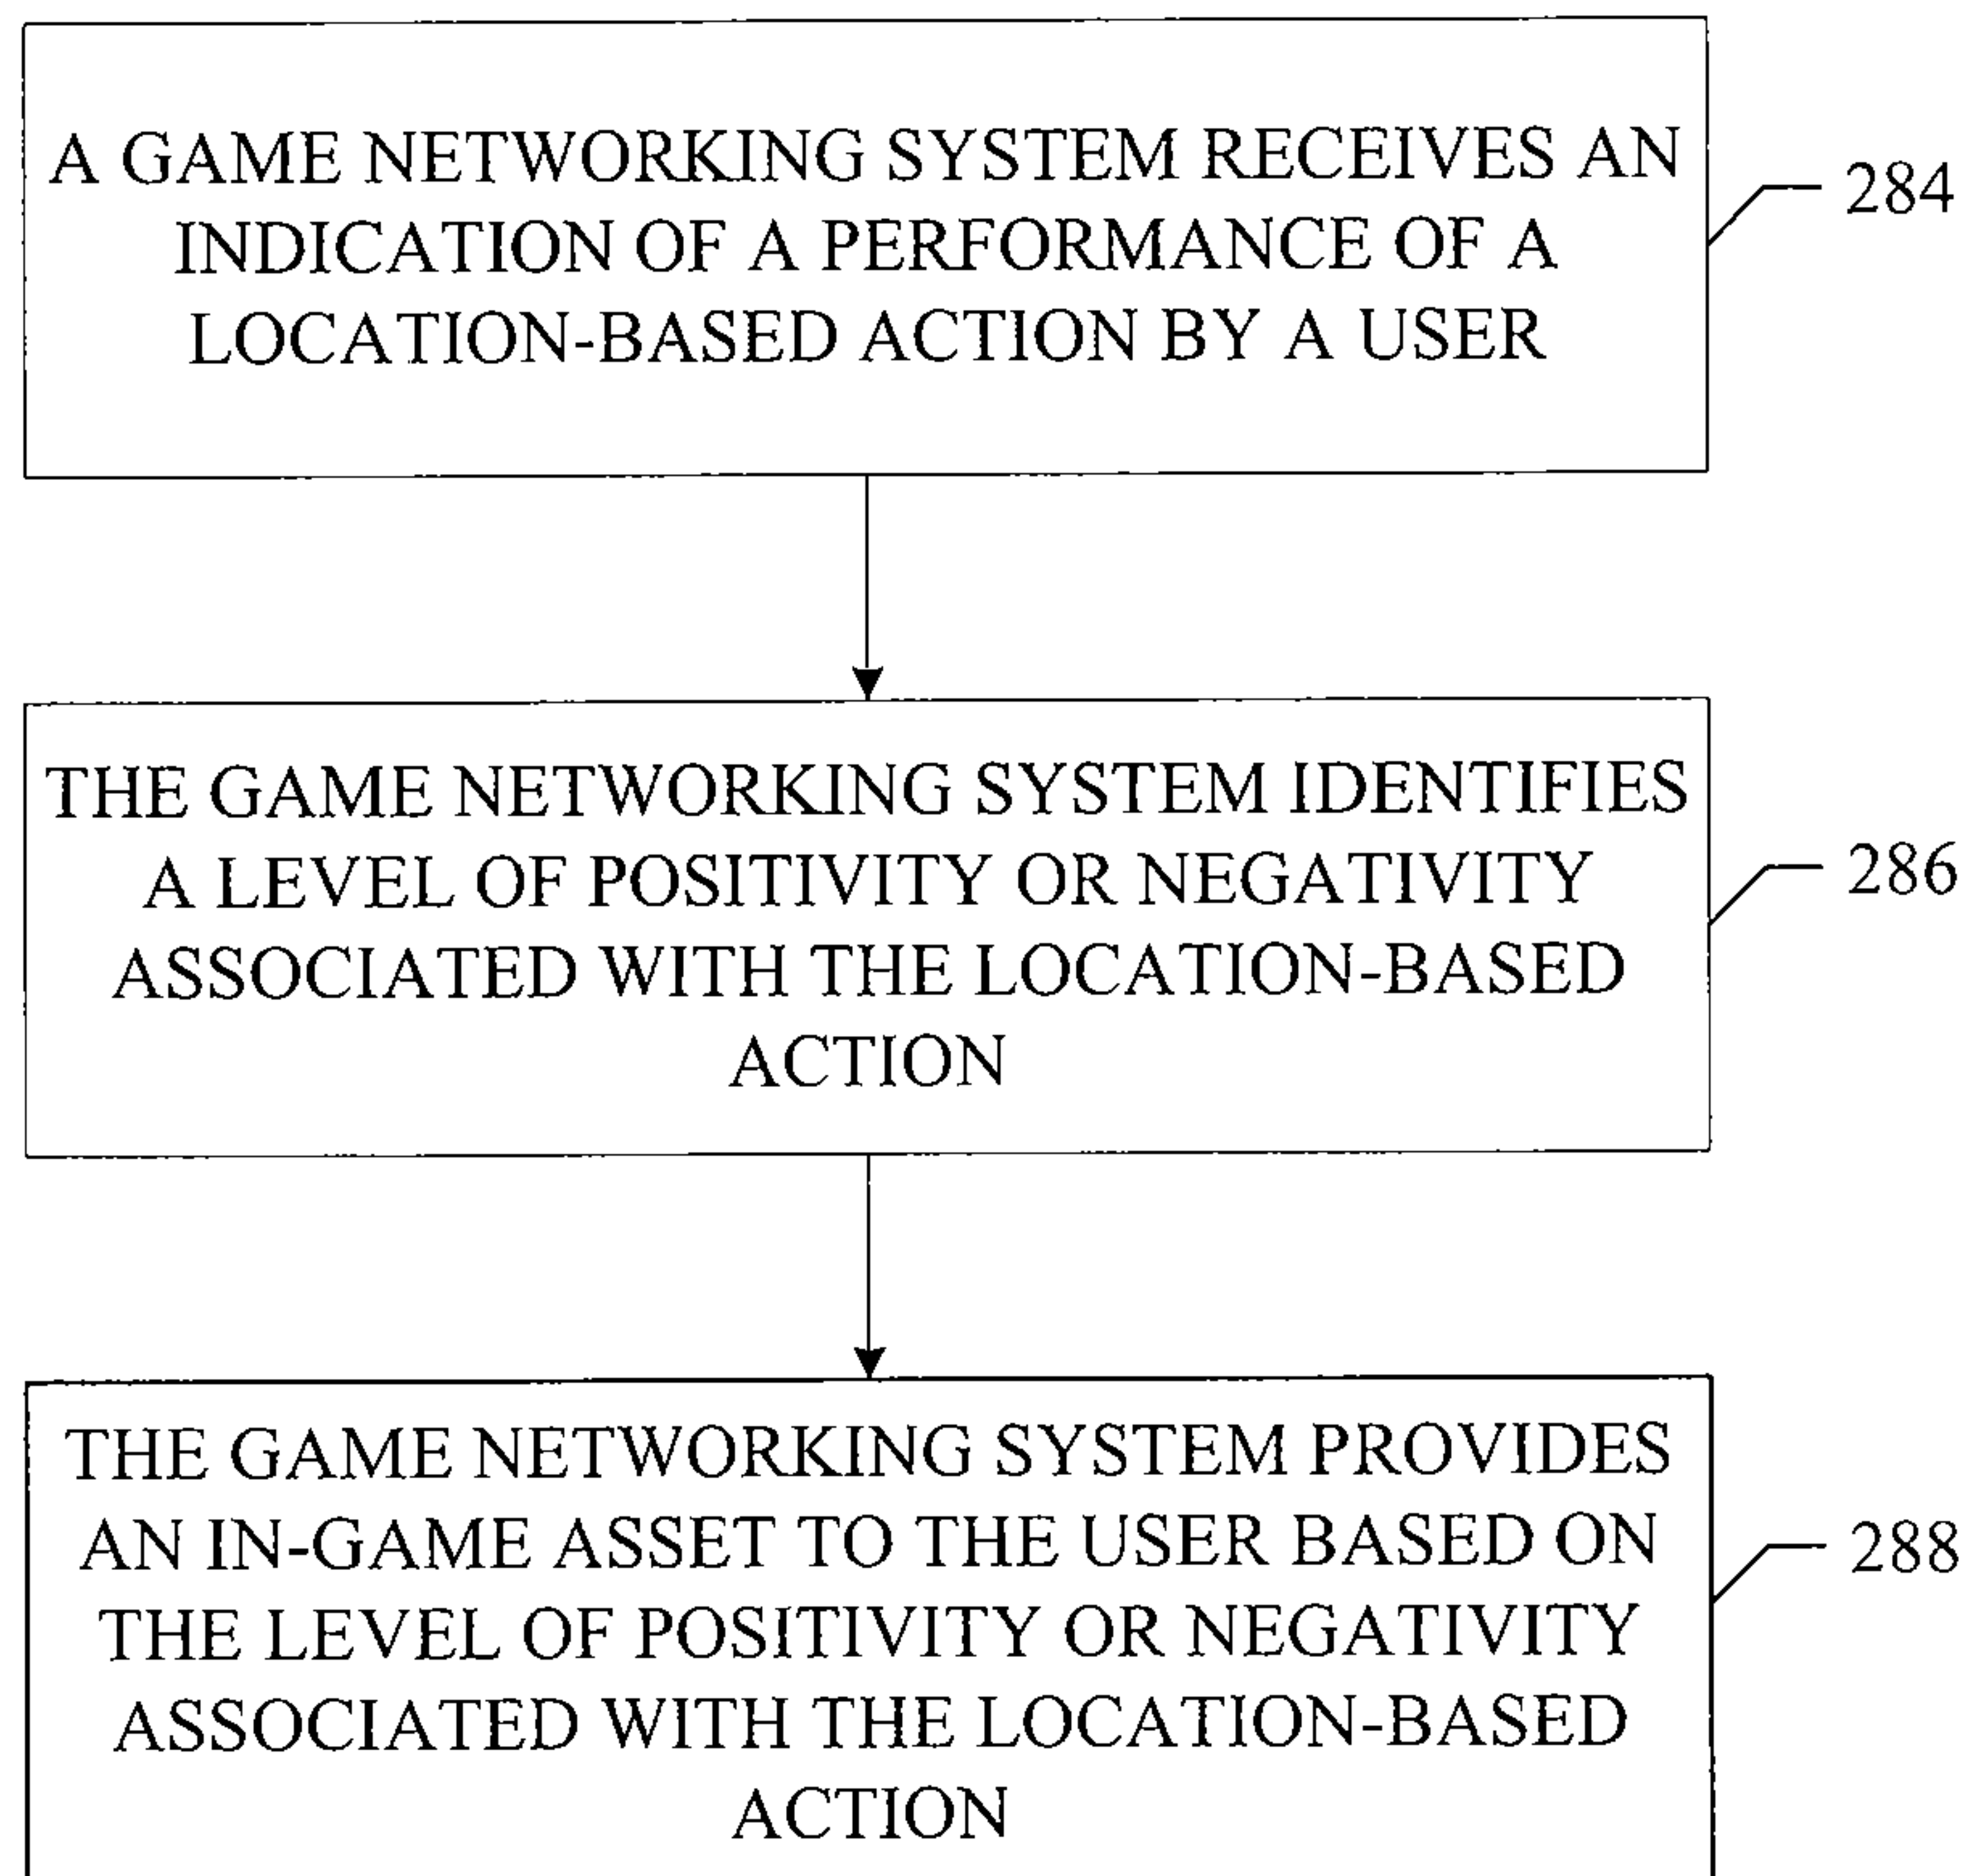 A GAME NETWORKING SYSTEM RECEIVES AN
INDICATION OF A PERFORMANCE OF A
LOCATION-BASED ACTION BY A USER
284
THE GAME NETWORKING SYSTEM IDENTIFIES
A LEVEL OF POSITIVITY OR NEGATIVITY
ASSOCIATED WITH THE LOCATION-BASED
ACTION
286
THE GAME NETWORKING SYSTEM PROVIDES
AN IN-GAME ASSET TO THE USER BASED ON
THE LEVEL OF POSITIVITY OR NEGATIVITY
ASSOCIATED WITH THE LOCATION-BASED
ACTION
288